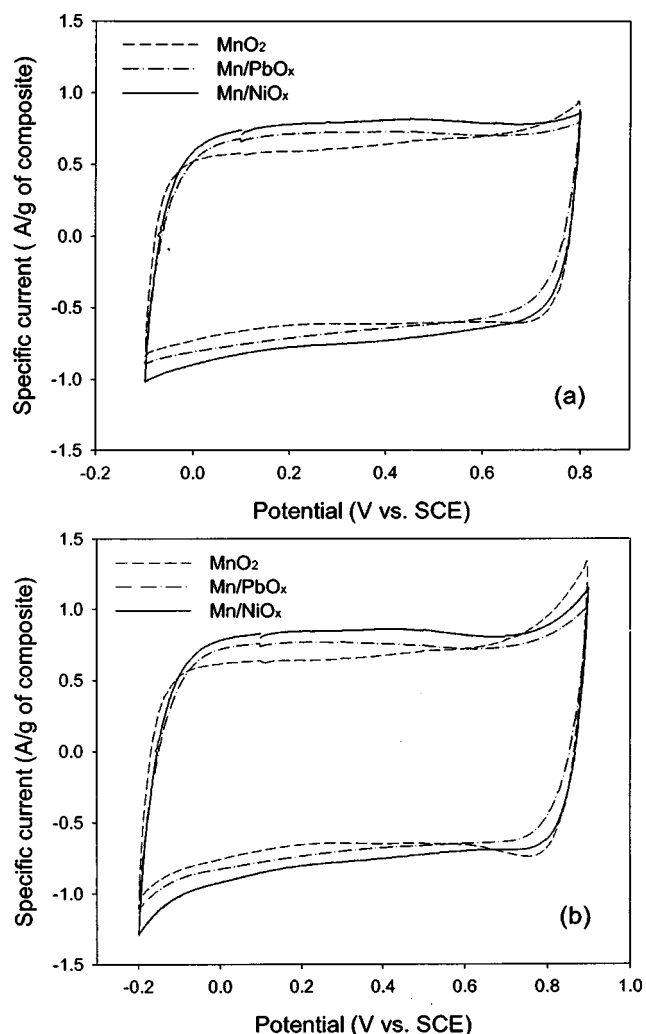 1.5
MnO₂
Mn/PbOₓ
Mn/NiOₓ
1.0
0.5
0.0
-0.5
-1.0
-1.5
Specific current ( A/g of composite)
(a)
-0.2 0.0 0.2 0.4 0.6 0.8
Potential (V vs. SCE)
1.5
MnO₂
Mn/PbOₓ
Mn/NiOₓ
1.0
0.5
0.0
-0.5
-1.0
-1.5
Specific current (A/g of composite)
(b)
-0.2 0.0 0.2 0.4 0.6 0.8 1.0
Potential (V vs. SCE)